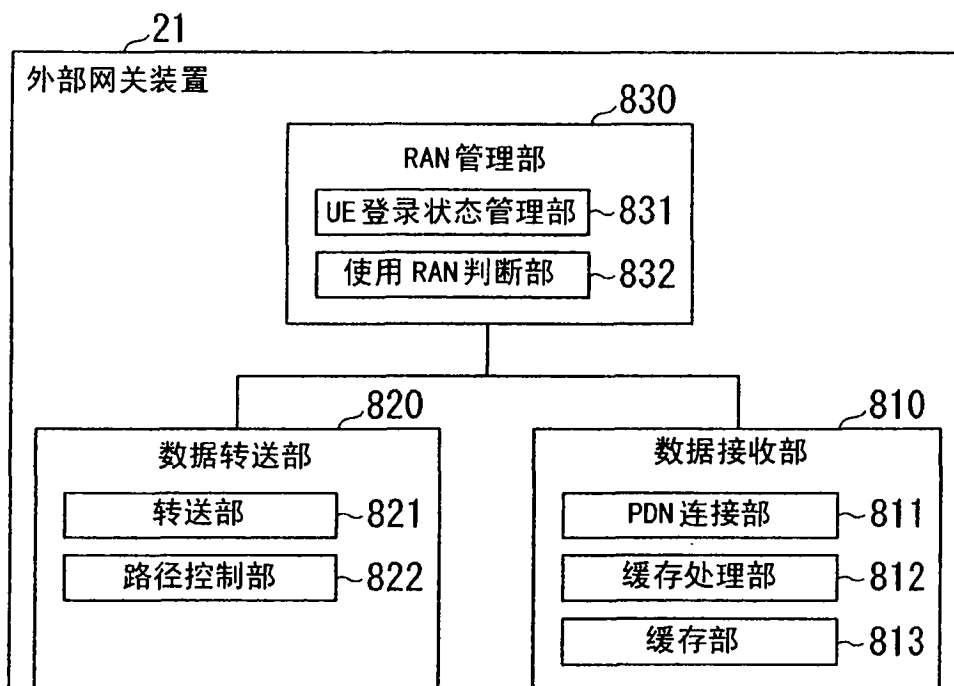 21
外部网关装置
830
RAN管理部
UE登录状态管理部
831
使用RAN判断部
832
820
数据转送部
转送部
821
路径控制部
822
810
数据接收部
PDN连接部
811
缓存处理部
812
缓存部
813